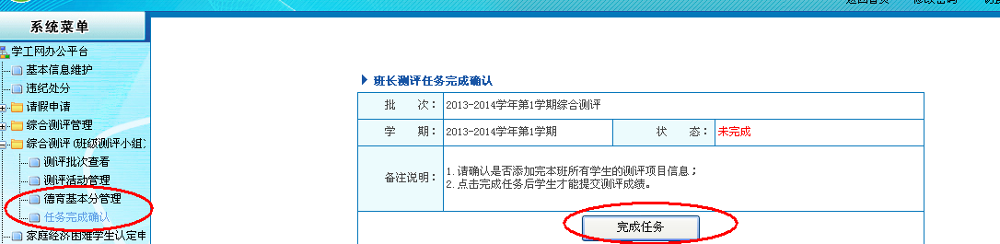 返回首页 修改密码
系统菜单
学工网办公平台
基本信息维护
违纪处分
请假申请
综合测评管理
综合测评(班级测评小组)
测评批次查看
测评活动管理
德育基本分管理
任务完成确认
家庭经济困难学生认定申
班长测评任务完成确认
批 次： 2013-2014学年第1学期综合测评
学 期： 2013-2014学年第1学期 状 态： 未完成
备注说明： 1.请确认是否添加完本班所有学生的测评项目信息；
2.点击完成任务后学生才能提交测评成绩。
完成任务